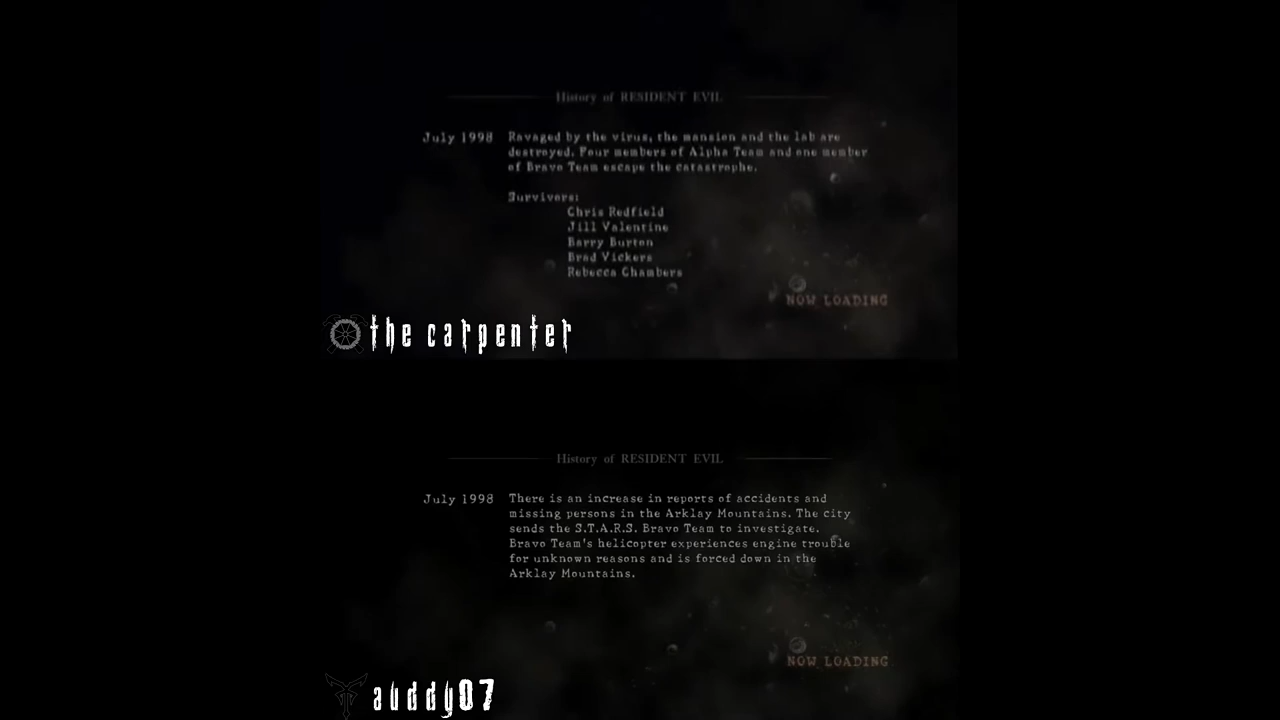 History of RESIDENT EVIL
July 1998 Ravaged by the virus, the mansion and the lab are
destroyed. Four members of Alpha Team and one member
of Bravo Team escape the catastrophe.
Survivers:
Chris Redfield
Jill Valentine
Barry Burton
Brad Vickers
Rebecca Chambers
NOW LOADING
the carpenter
History of RESIDENT EVIL
July 1998 There is an increase in reports of accidents and
missing persons in the Arklay Mountains. The city
sends the S.T.A.R.S. Bravo Team to investigate.
Bravo Team's helicopter experiences engine trouble
for unknown reasons and is forced down in the
Arklay Mountains.
NOW LOADING
auddy07